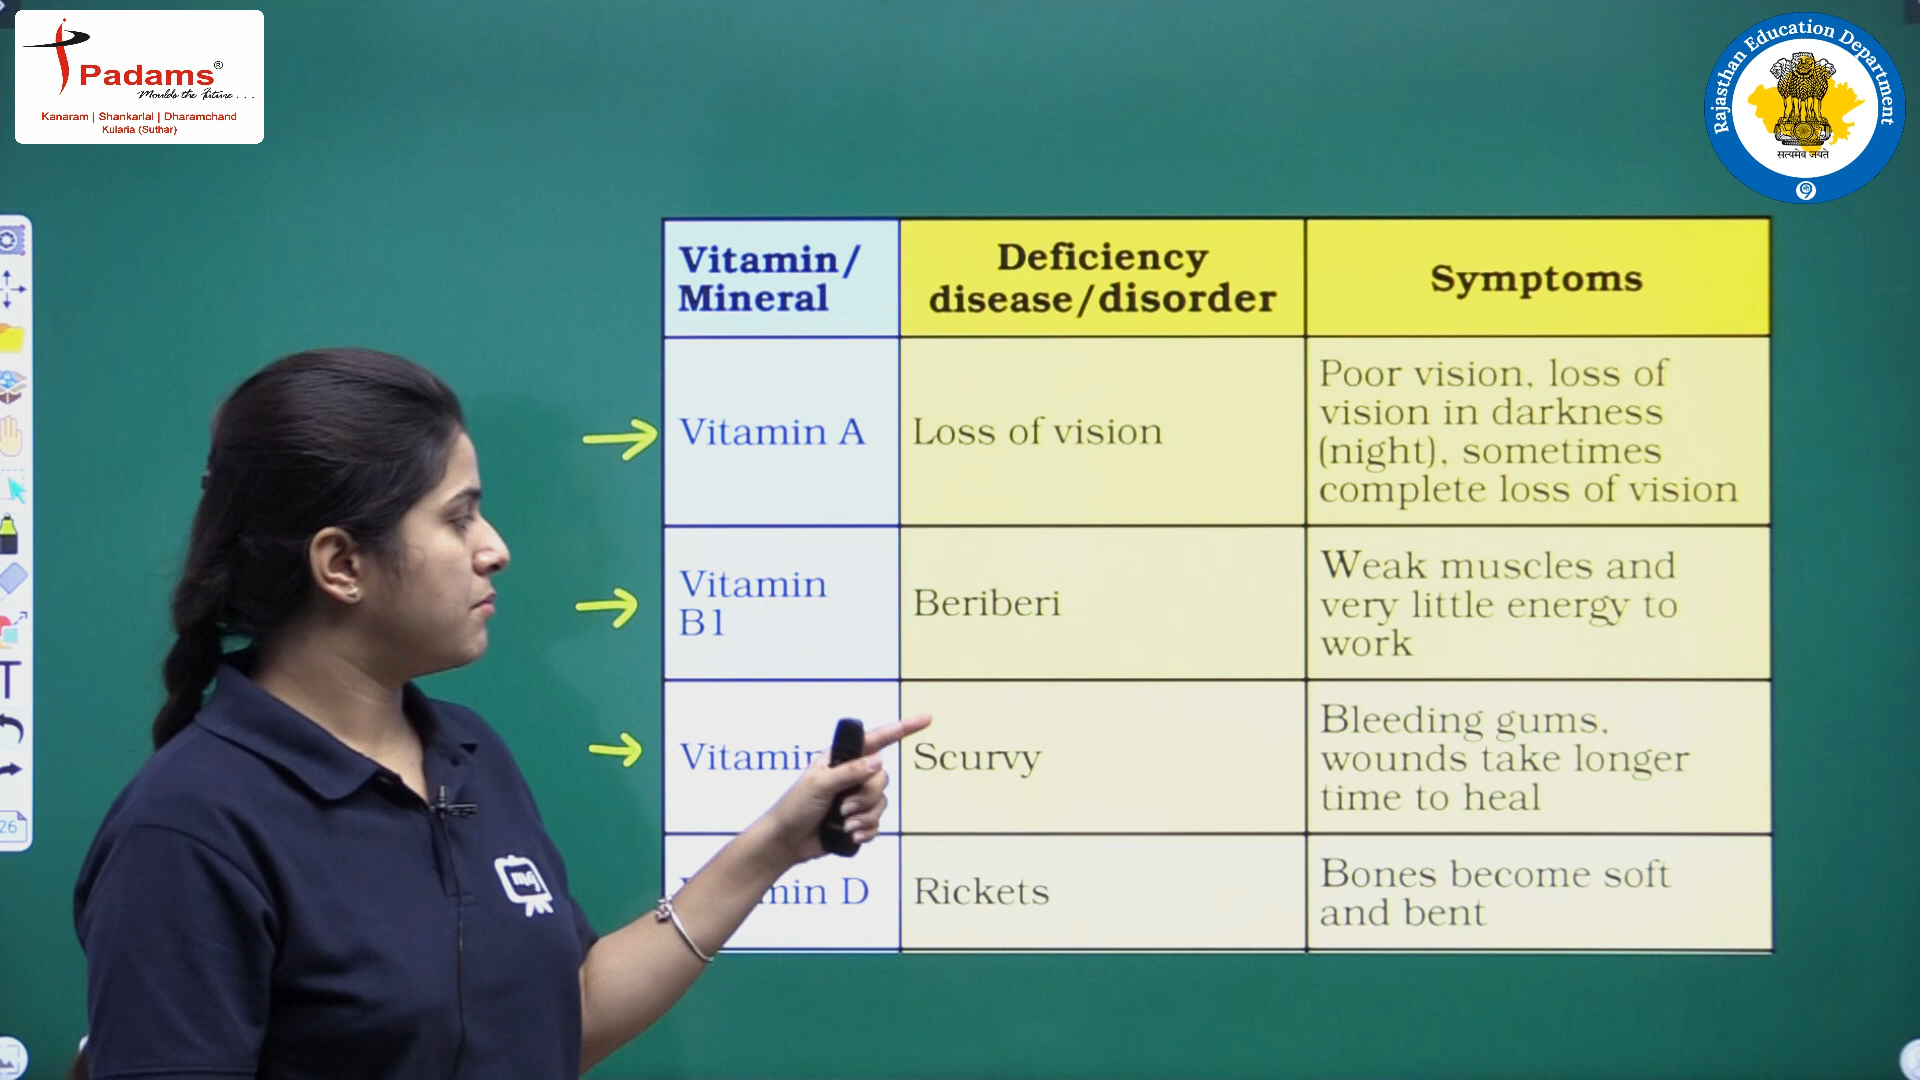 Padams®
Moulds the Future . . .
Kanaram | Shankarlal | Dharamchand
Kularia (Suthar)
Rajasthan Education Department
सत्यमेव जयते
Vitamin/
Mineral
Deficiency
disease/disorder
Symptoms
Vitamin A
Loss of vision
Poor vision, loss of
vision in darkness
(night), sometimes
complete loss of vision
Vitamin
B1
Beriberi
Weak muscles and
very little energy to
work
Vitamin
Scurvy
Bleeding gums,
wounds take longer
time to heal
min D
Rickets
Bones become soft
and bent
T
26